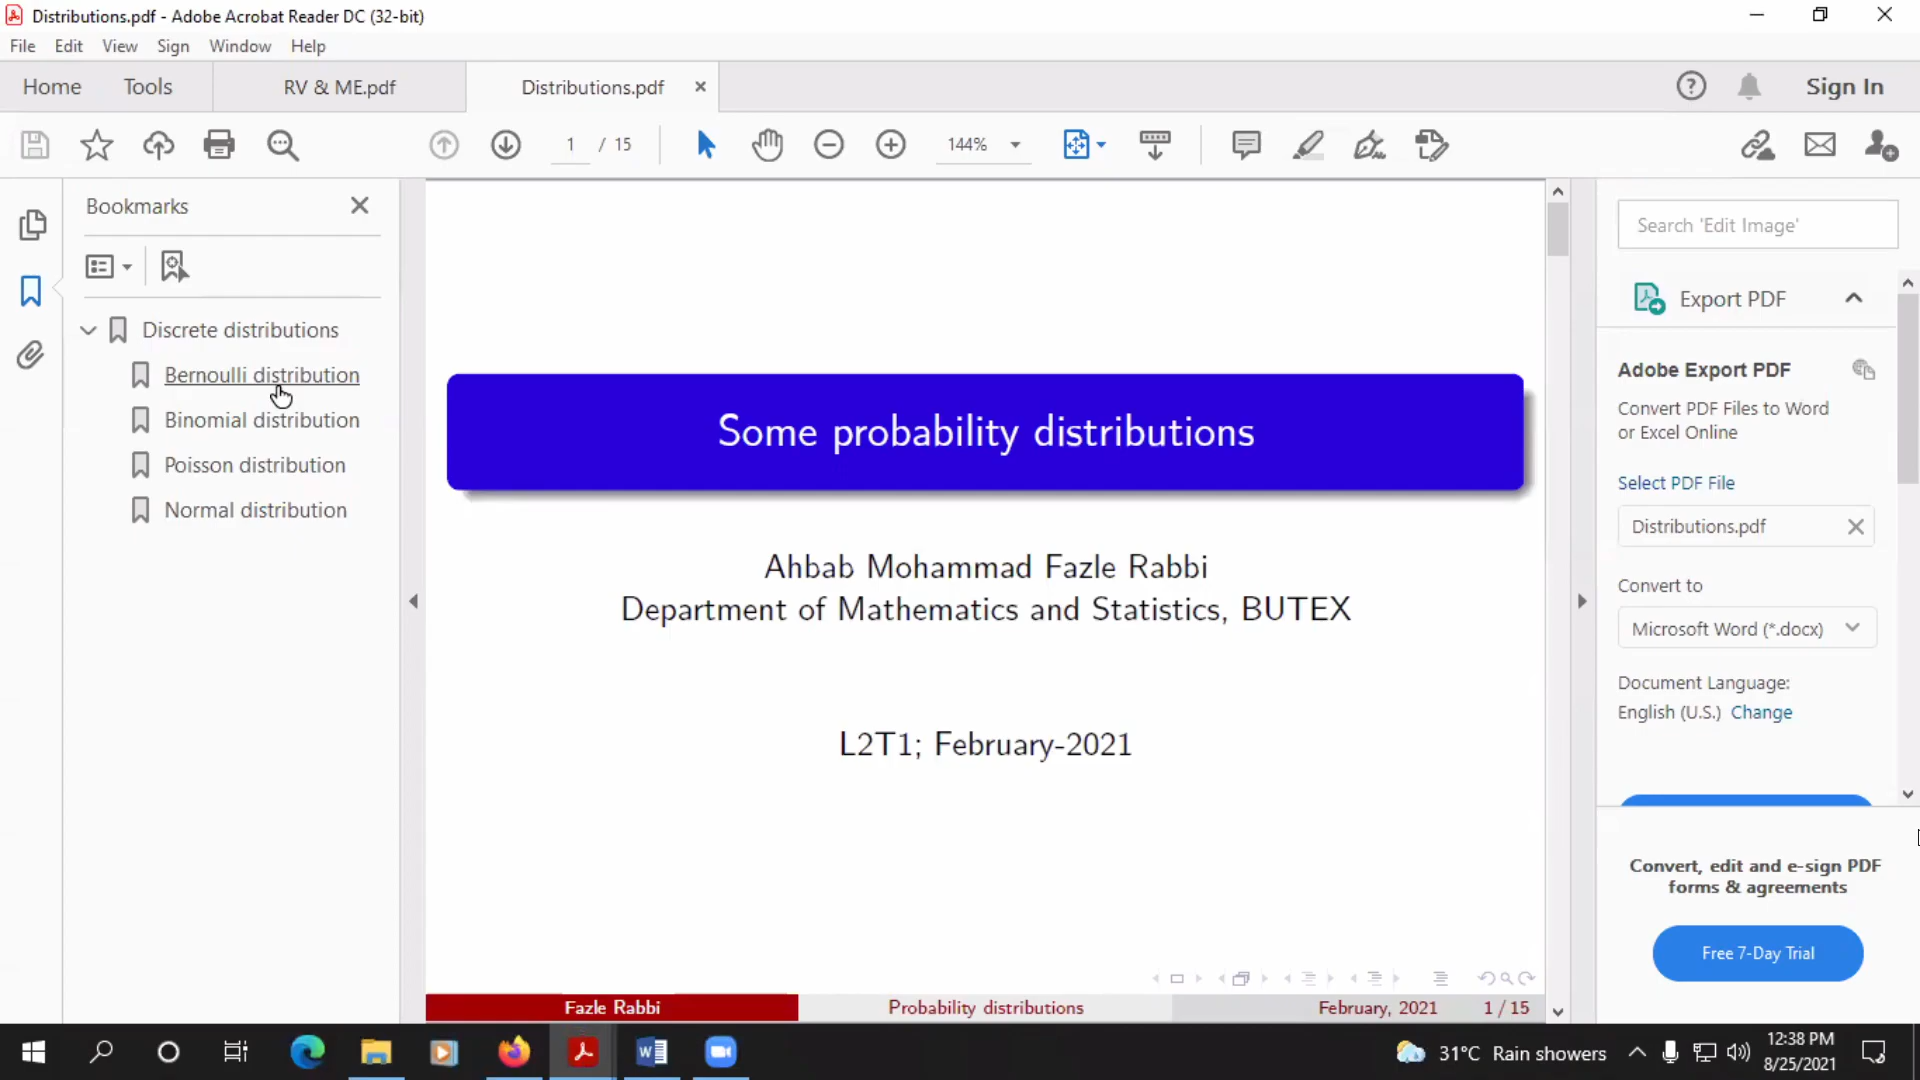 Distributions.pdf - Adobe Acrobat Reader DC (32-bit)
File Edit View Sign Window Help
Home Tools RV & ME.pdf Distributions.pdf Sign In
1 / 15 144%
Bookmarks
Discrete distributions
Bernoulli distribution
Binomial distribution
Poisson distribution
Normal distribution
Some probability distributions
Ahbab Mohammad Fazle Rabbi
Department of Mathematics and Statistics, BUTEX
L2T1; February-2021
Fazle Rabbi Probability distributions February, 2021 1 / 15
Search 'Edit Image'
Export PDF
Adobe Export PDF
Convert PDF Files to Word
or Excel Online
Select PDF File
Distributions.pdf
Convert to
Microsoft Word (*.docx)
Document Language:
English (U.S.) Change
Convert, edit and e-sign PDF
forms & agreements
Free 7-Day Trial
31°C Rain showers
12:38 PM
8/25/2021